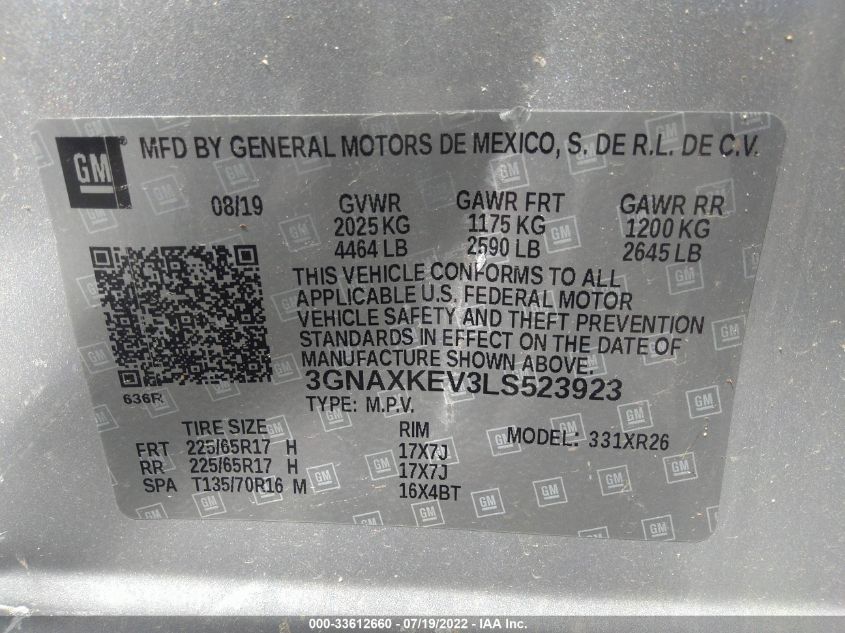 GM MFD BY GENERAL MOTORS DE MEXICO, S. DE R.L. DE C.V.
08/19 GVWR GAWR FRT GAWR RR
2025 KG 1175 KG 1200 KG
4464 LB 2590 LB 2645 LB
THIS VEHICLE CONFORMS TO ALL
APPLICABLE U.S. FEDERAL MOTOR
VEHICLE SAFETY AND THEFT PREVENTION
STANDARDS IN EFFECT ON THE DATE OF
MANUFACTURE SHOWN ABOVE.
3GNAXKEV3LS523923
636R TYPE: M.P.V.
TIRE SIZE RIM MODEL: 331XR26
FRT 225/65R17 H 17X7J
RR 225/65R17 H 17X7J
SPA T135/70R16 M 16X4BT
000-33612660 - 07/19/2022 - IAA Inc.